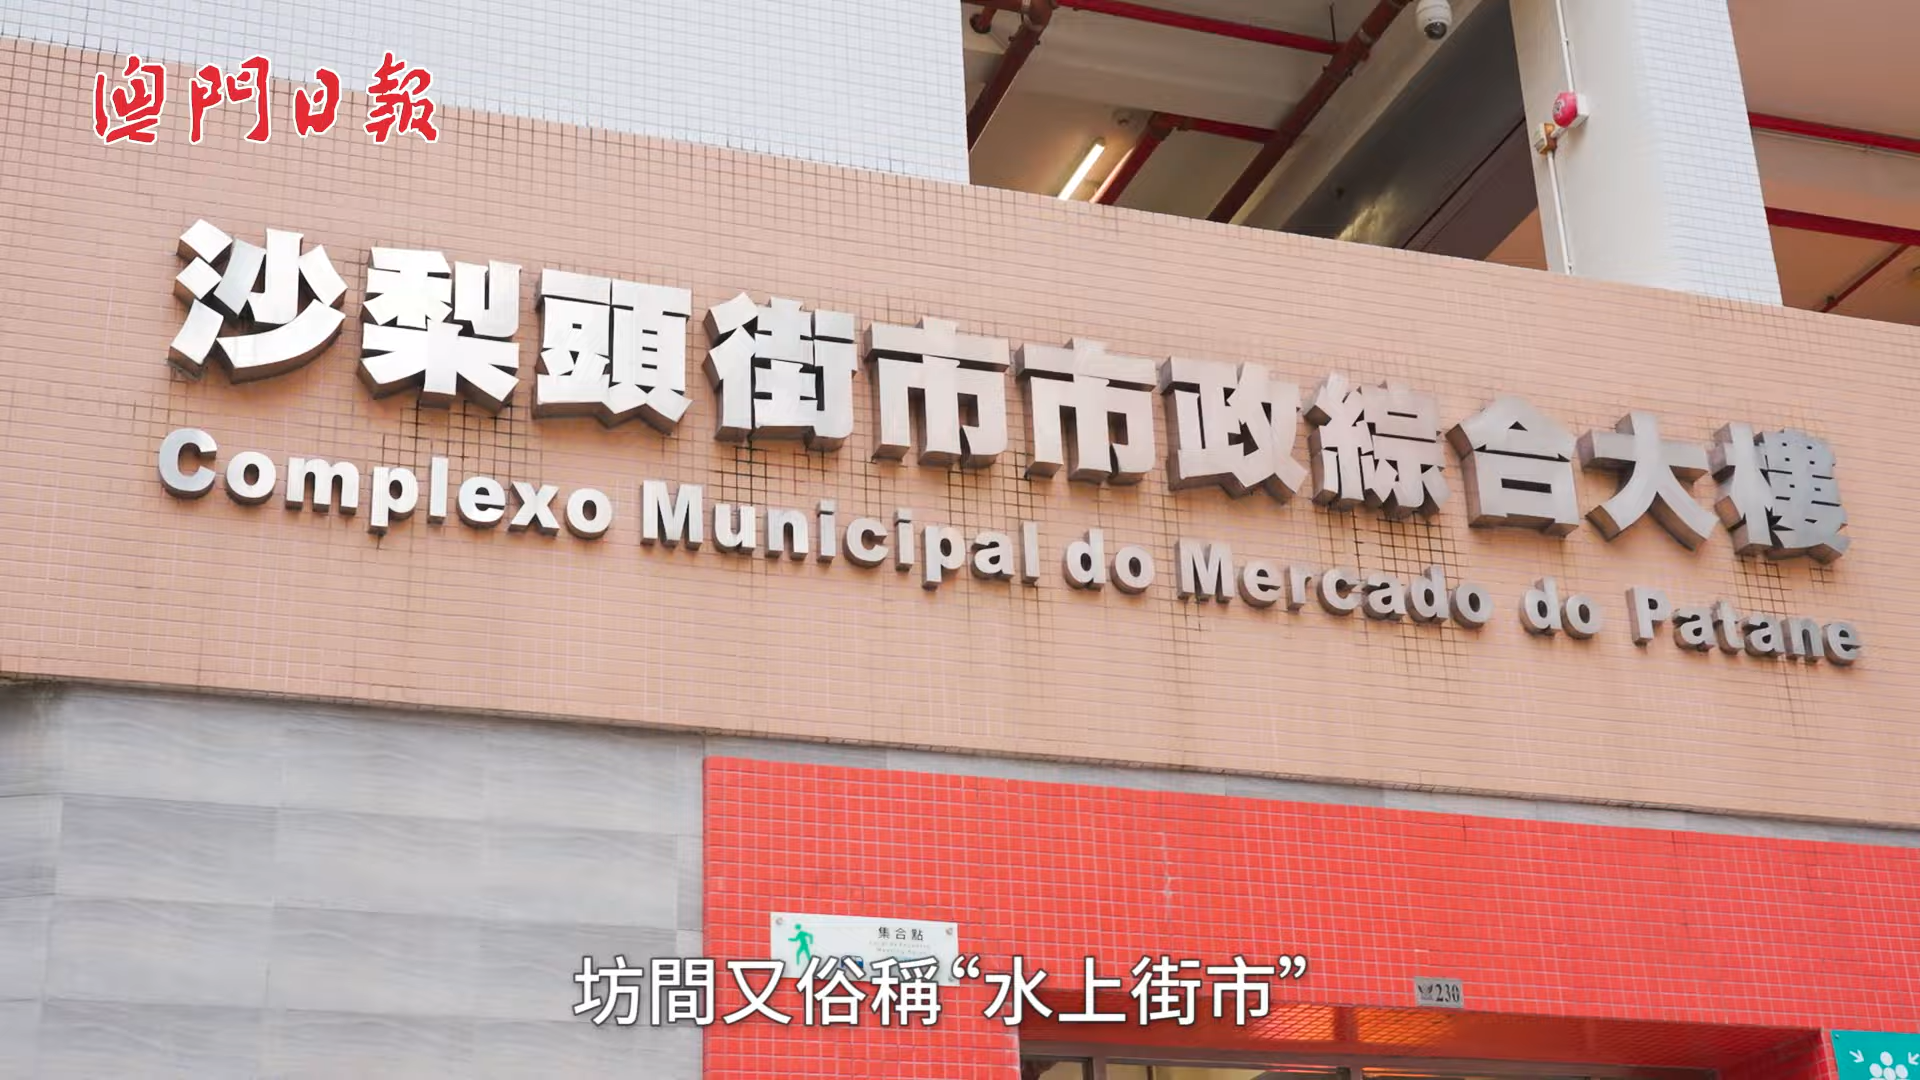 澳門日報
沙梨頭街市市政綜合大樓
Complexo Municipal do Mercado do Patane
集合點
230
坊間又俗稱“水上街市”